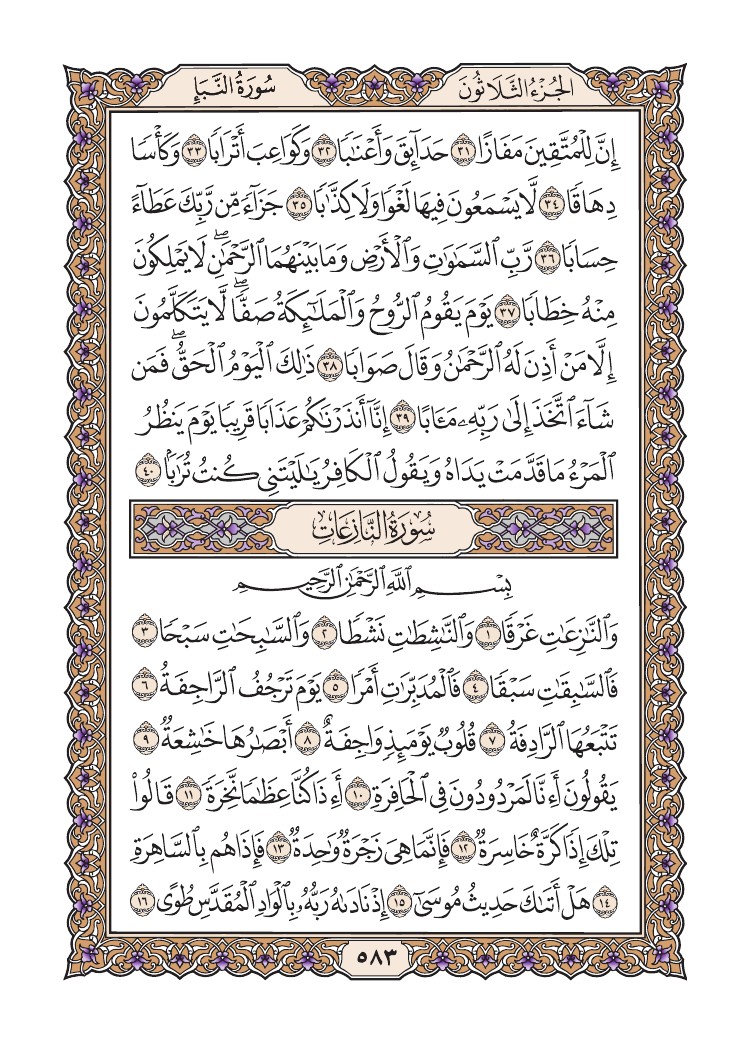 الجُزْءُ الثَّلَاثُونَ سُورَةُ النَّبَإِ
إِنَّ لِلْمُتَّقِينَ مَفَازًا ٣١ حَدَآئِقَ وَأَعْنَٰبًا ٣٢ وَكَوَاعِبَ أَتْرَابًا ٣٣ وَكَأْسًا
دِهَاقًا ٣٤ لَّا يَسْمَعُونَ فِيهَا لَغْوًا وَلَا كِذَّٰبًا ٣٥ جَزَآءً مِّن رَّبِّكَ عَطَآءً
حِسَابًا ٣٦ رَّبِّ ٱلسَّمَٰوَٰتِ وَٱلْأَرْضِ وَمَا بَيْنَهُمَا ٱلرَّحْمَٰنِۖ لَا يَمْلِكُونَ
مِنْهُ خِطَابًا ٣٧ يَوْمَ يَقُومُ ٱلرُّوحُ وَٱلْمَلَٰٓئِكَةُ صَفًّاۖ لَّا يَتَكَلَّمُونَ
إِلَّا مَنْ أَذِنَ لَهُ ٱلرَّحْمَٰنُ وَقَالَ صَوَابًا ٣٨ ذَٰلِكَ ٱلْيَوْمُ ٱلْحَقُّۖ فَمَن
شَآءَ ٱتَّخَذَ إِلَىٰ رَبِّهِۦ مَـَٔابًا ٣٩ إِنَّآ أَنذَرْنَٰكُمْ عَذَابًا قَرِيبًا يَوْمَ يَنظُرُ
ٱلْمَرْءُ مَا قَدَّمَتْ يَدَاهُ وَيَقُولُ ٱلْكَافِرُ يَٰلَيْتَنِى كُنتُ تُرَٰبًۢا ٤٠
سُورَةُ النَّازِعَاتِ
بِسْمِ ٱللَّهِ ٱلرَّحْمَٰنِ ٱلرَّحِيمِ
وَٱلنَّٰزِعَٰتِ غَرْقًا ١ وَٱلنَّٰشِطَٰتِ نَشْطًا ٢ وَٱلسَّٰبِحَٰتِ سَبْحًا ٣
فَٱلسَّٰبِقَٰتِ سَبْقًا ٤ فَٱلْمُدَبِّرَٰتِ أَمْرًا ٥ يَوْمَ تَرْجُفُ ٱلرَّاجِفَةُ ٦
تَتْبَعُهَا ٱلرَّادِفَةُ ٧ قُلُوبٌ يَوْمَئِذٍ وَاجِفَةٌ ٨ أَبْصَٰرُهَا خَٰشِعَةٌ ٩
يَقُولُونَ أَءِنَّا لَمَرْدُودُونَ فِى ٱلْحَافِرَةِ ١٠ أَءِذَا كُنَّا عِظَٰمًا نَّخِرَةً ١١ قَالُوا۟
تِلْكَ إِذًا كَرَّةٌ خَاسِرَةٌ ١٢ فَإِنَّمَا هِىَ زَجْرَةٌ وَٰحِدَةٌ ١٣ فَإِذَا هُم بِٱلسَّاهِرَةِ
١٤ هَلْ أَتَىٰكَ حَدِيثُ مُوسَىٰٓ ١٥ إِذْ نَادَىٰهُ رَبُّهُۥ بِٱلْوَادِ ٱلْمُقَدَّسِ طُوًى ١٦
٥٨٣